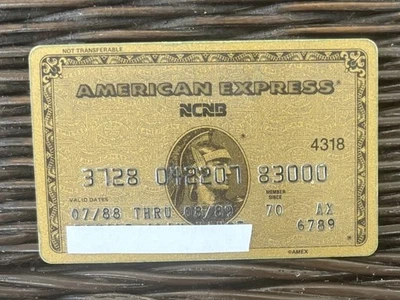 NOT TRANSFERABLE
AMERICAN EXPRESS®
NCNB
4318
3728 83000
VALID DATES MEMBER SINCE
07/88 THRU 70 AX
6789
©AMEX